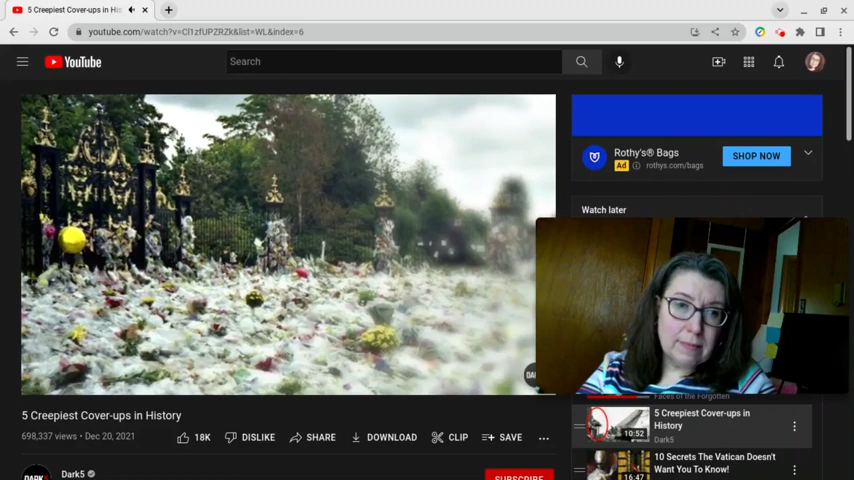 5 Creepiest Cover-ups in His
youtube.com/watch?v=Cl1zfUPZRZk&list=WL&index=6
YouTube
Search
Rothy's® Bags
Ad
rothys.com/bags
SHOP NOW
Watch later
Faces of the Forgotten
5 Creepiest Cover-ups in History
698,337 views • Dec 20, 2021
18K
DISLIKE
SHARE
DOWNLOAD
CLIP
SAVE
5 Creepiest Cover-ups in
History
Dark5
10:52
10 Secrets The Vatican Doesn't
Want You To Know!
16:47
Dark5
SUBSCRIBE